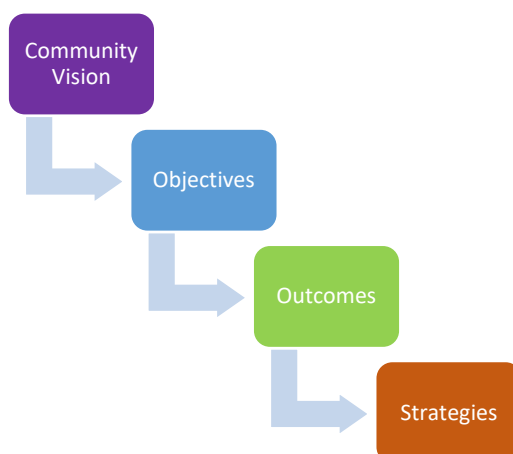 Community
Vision
Objectives
Outcomes
Strategies